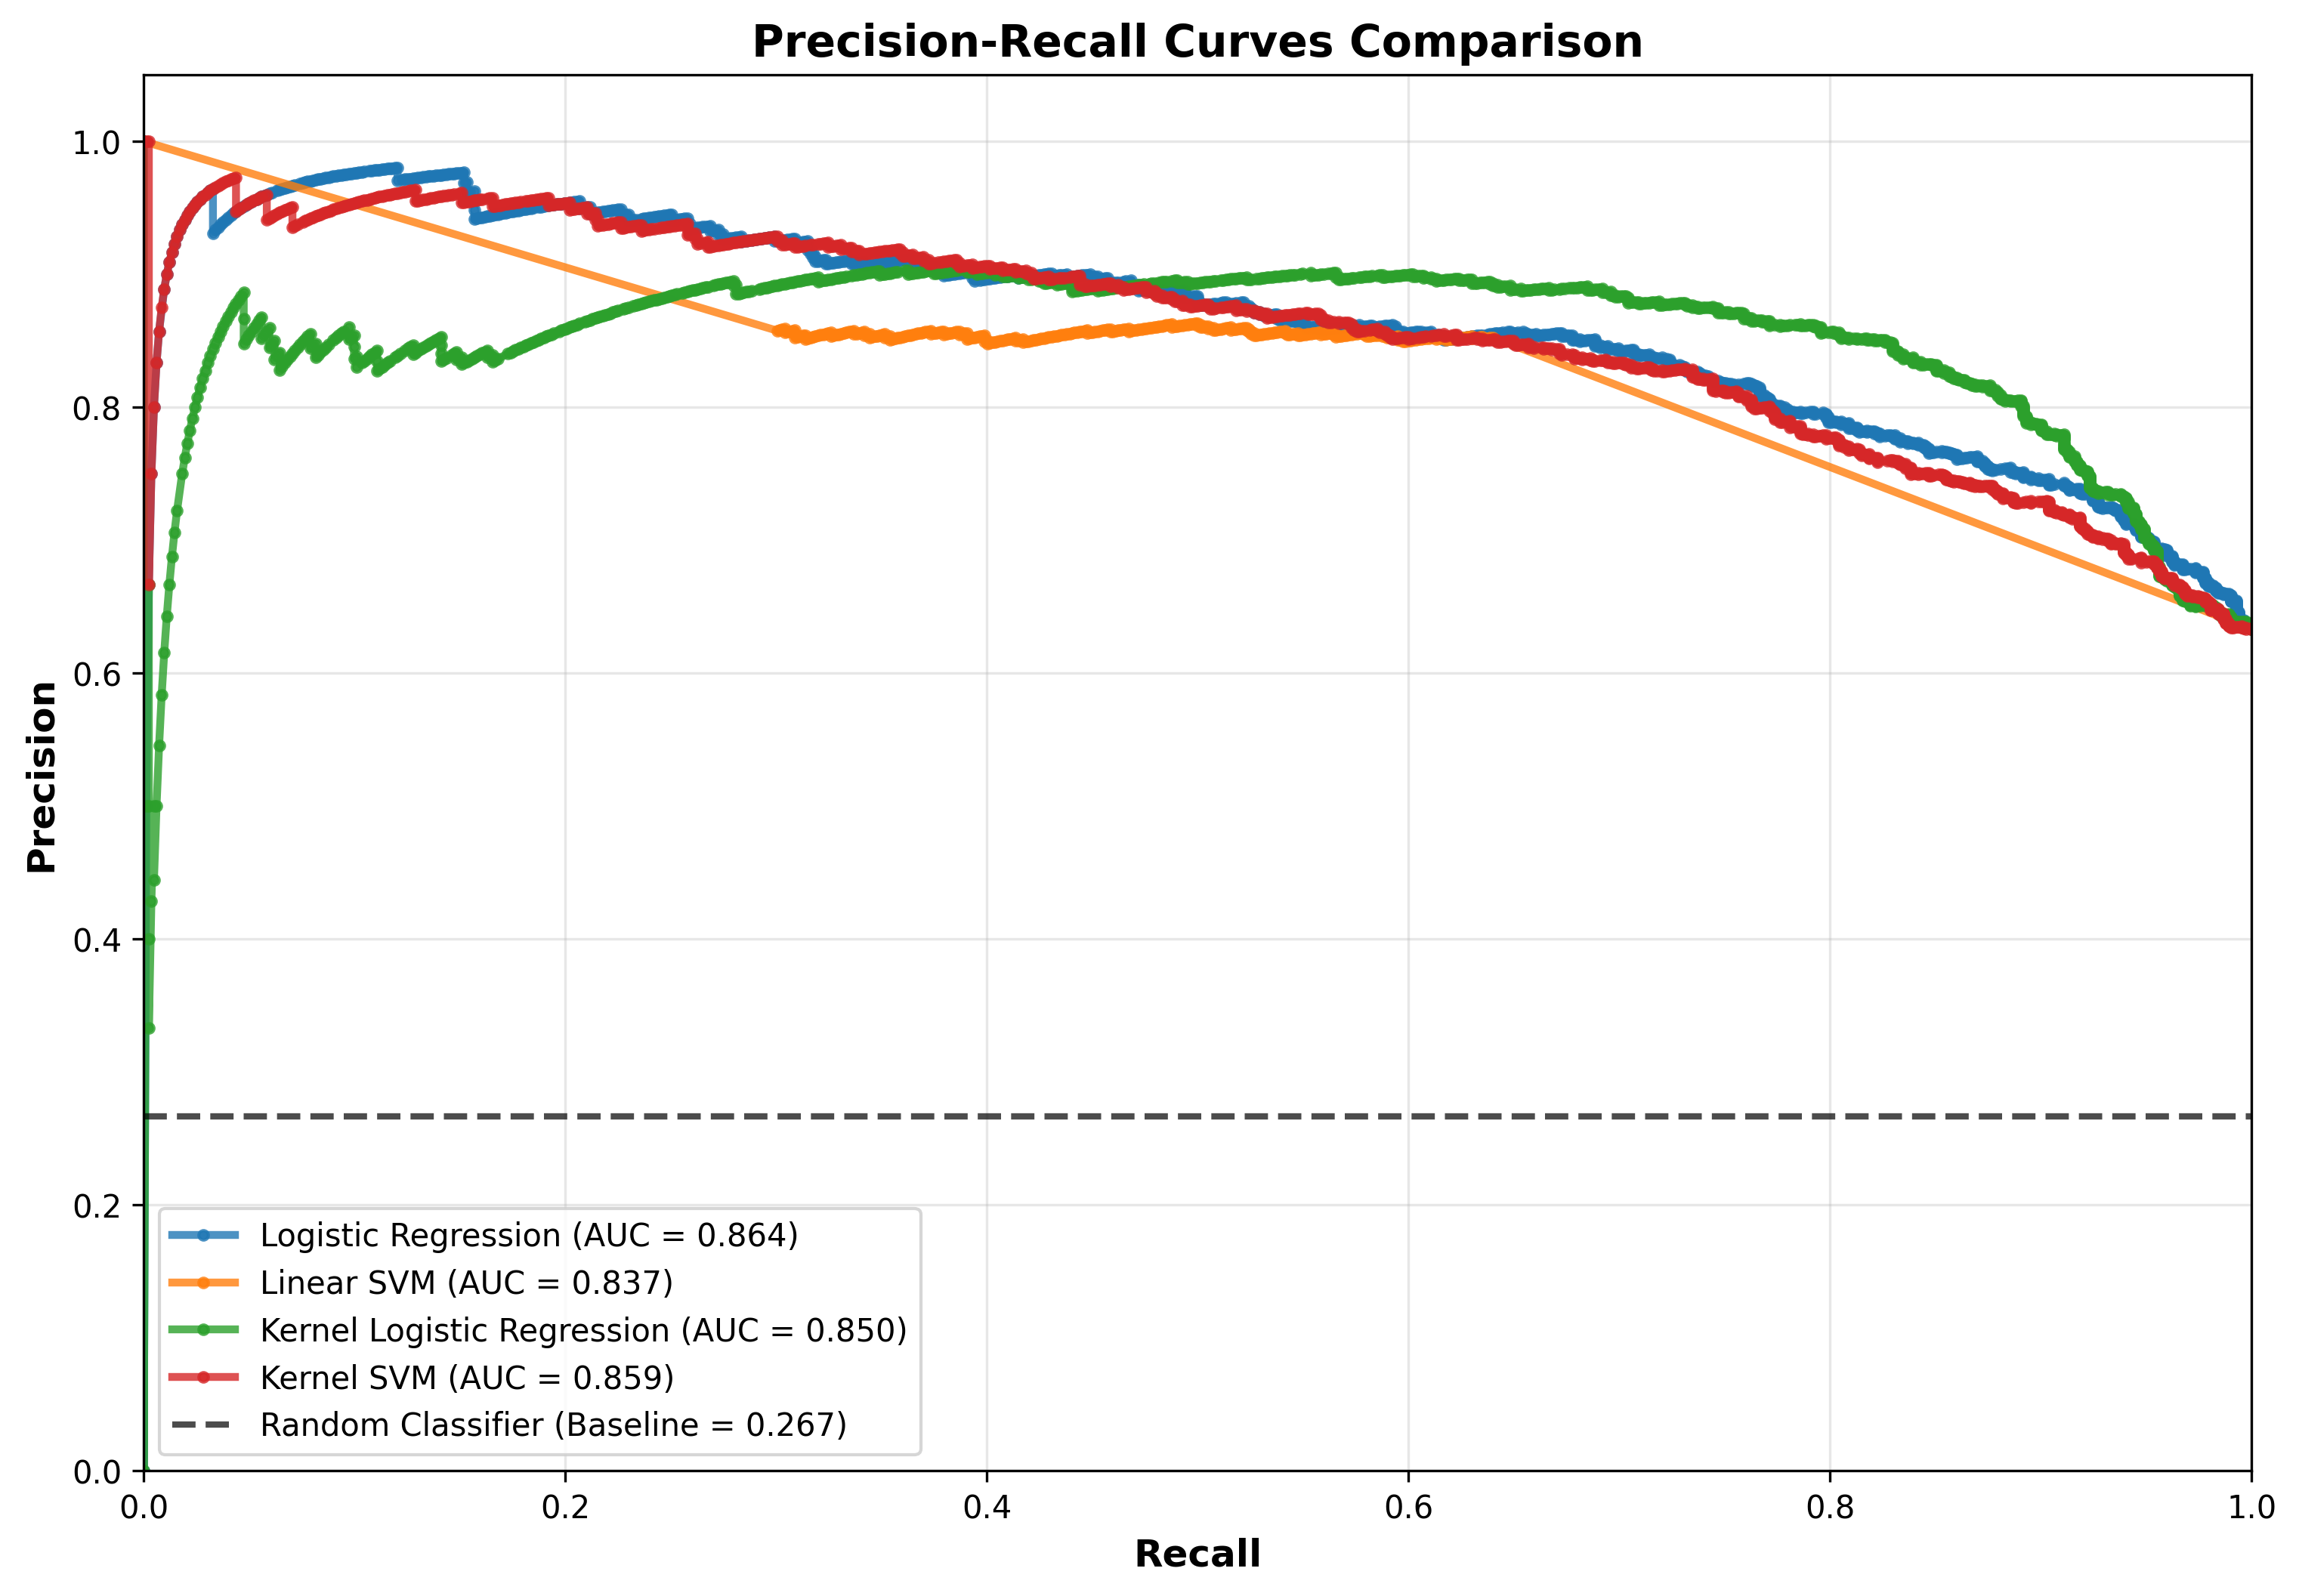 Precision-Recall Curves Comparison
Precision
1.0
0.8
0.6
0.4
0.2
0.0
Logistic Regression (AUC = 0.864)
Linear SVM (AUC = 0.837)
Kernel Logistic Regression (AUC = 0.850)
Kernel SVM (AUC = 0.859)
Random Classifier (Baseline = 0.267)
0.0 0.2 0.4 0.6 0.8 1.0
Recall